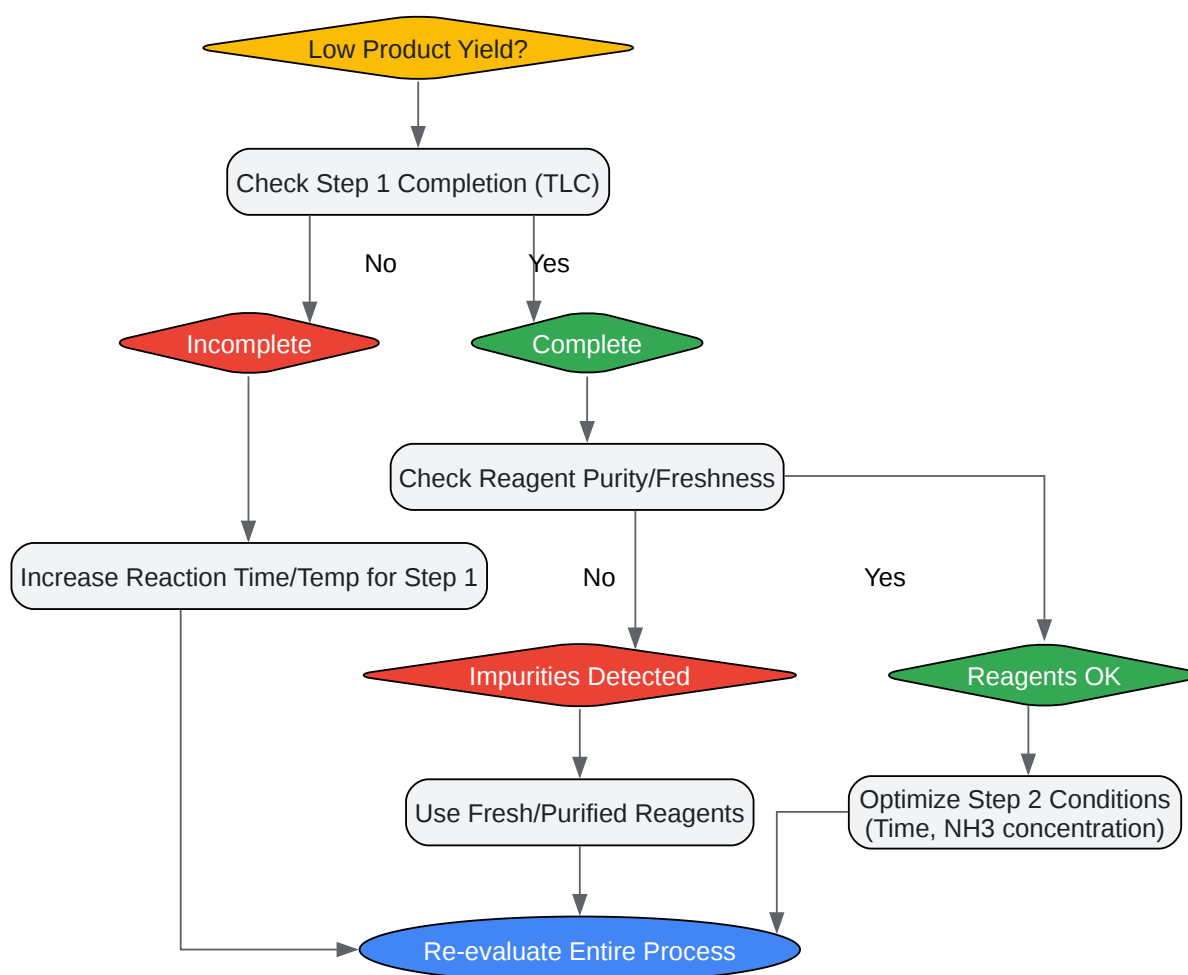 Low Product Yield?
Check Step 1 Completion (TLC)
No
Yes
Incomplete
Complete
Check Reagent Purity/Freshness
Increase Reaction Time/Temp for Step 1
No
Yes
Impurities Detected
Reagents OK
Use Fresh/Purified Reagents
Optimize Step 2 Conditions
(Time, NH3 concentration)
Re-evaluate Entire Process